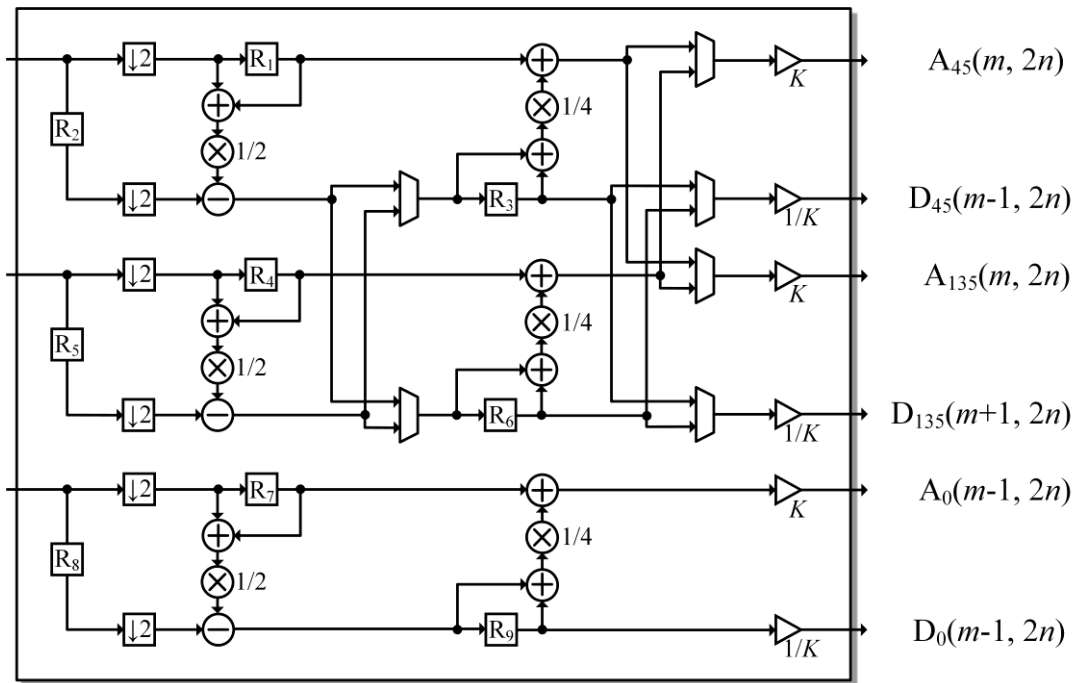 ↓2 R₁ A₄₅(m, 2n)
K
R₂ 1/4
1/2
↓2 R₃ D₄₅(m-1, 2n)
1/K
↓2 R₄ A₁₃₅(m, 2n)
K
R₅ 1/4
1/2
↓2 R₆ D₁₃₅(m+1, 2n)
1/K
↓2 R₇ A₀(m-1, 2n)
K
R₈ 1/4
1/2
↓2 R₉ D₀(m-1, 2n)
1/K